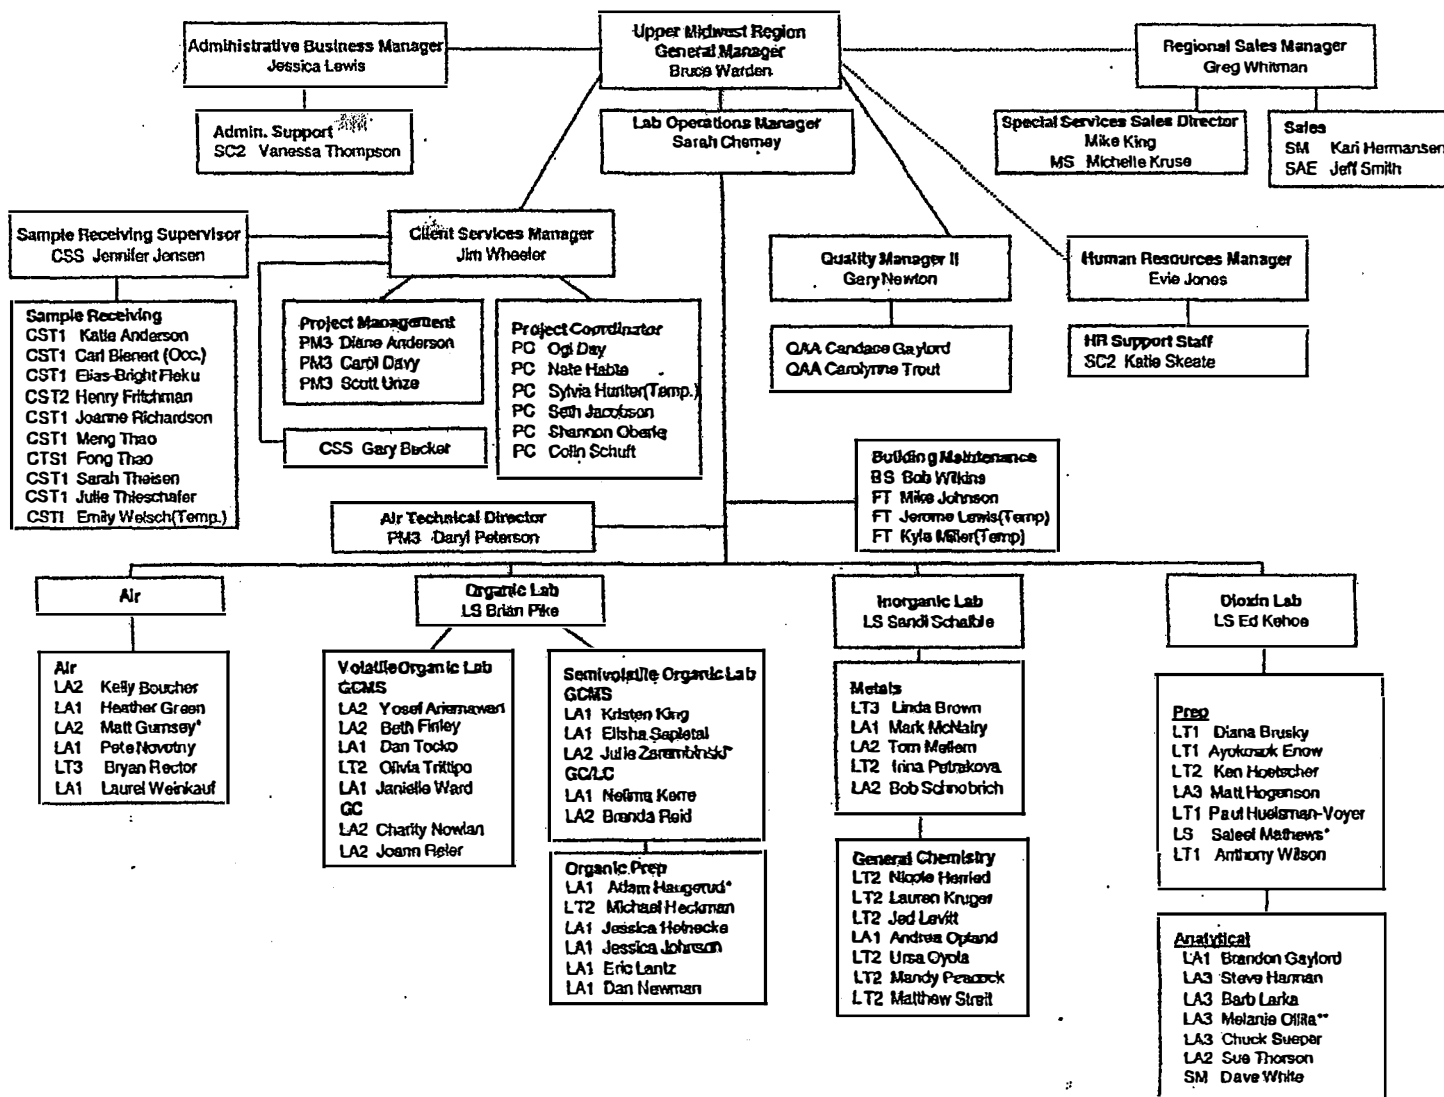 Upper Midwest Region
General Manager
Bruce Warden
Administrative Business Manager
Jessica Lewis
Regional Sales Manager
Greg Whitman
Admin. Support
SC2 Vanessa Thompson
Lab Operations Manager
Sarah Cherney
Special Services Sales Director
Mike King
MS Michelle Kruse
Sales
SM Kari Hermansen
SAE Jeff Smith
Sample Receiving Supervisor
CSS Jennifer Jensen
Client Services Manager
Jim Wheeler
Quality Manager II
Gary Newton
Human Resources Manager
Evie Jones
Sample Receiving
CST1 Katie Anderson
CST1 Carl Bienert (Occ.)
CST1 Elias-Bright Fieku
CST2 Henry Fritchman
CST1 Joanne Richardson
CST1 Meng Thao
CTS1 Fong Thao
CST1 Sarah Theisen
CST1 Julie Thieschafer
CST1 Emily Welsch(Temp.)
Project Management
PM3 Diane Anderson
PM3 Carol Davy
PM3 Scott Unze
CSS Gary Becker
Project Coordinator
PC Ogi Day
PC Nate Habte
PC Sylvia Hunter(Temp.)
PC Seth Jacobson
PC Shannon Oberle
PC Colin Schuft
QAA Candace Gaylord
QAA Carolynne Trout
HR Support Staff
SC2 Katie Skeate
Building Maintenance
BS Bob Wilkins
FT Mike Johnson
FT Jerome Lewis(Temp)
FT Kyle Miller(Temp)
Air Technical Director
PM3 Daryl Peterson
Air
Organic Lab
LS Brian Pike
Inorganic Lab
LS Sandi Schaible
Dioxin Lab
LS Ed Kehoe
Air
LA2 Kelly Boucher
LA1 Heather Green
LA2 Matt Gumsey*
LA1 Pete Novotny
LT3 Bryan Rector
LA1 Laurel Weinkauf
Volatile Organic Lab
GCMS
LA2 Yosef
LA2 Beth Finley
LA1 Dan Tocko
LT2 Olivia Trittipo
LA1 Janielle Ward
GC
LA2 Charity Nowlan
LA2 Joann Reler
Semivolatile Organic Lab
GCMS
LA1 Kristen King
LA1 Elisha Sapletal
LA2 Julie Zarembinski*
GC/LC
LA1 Nelima Kerre
LA2 Brenda Reid
Organic Prep
LA1 Adam Haugerud*
LT2 Michael Heckman
LA1 Jessica Heinecke
LA1 Jessica Johnson
LA1 Eric Lantz
LA1 Dan Newman
Metals
LT3 Linda Brown
LA1 Mark McNairy
LA2 Tom Mellem
LT2 Irina Petrakova
LA2 Bob Schnobrich
General Chemistry
LT2 Nicole Herried
LT2 Lauren Kruger
LT2 Jed Levitt
LA1 Andrea Opland
LT2 Ursa Oyola
LT2 Mandy Peacock
LT2 Matthew Streit
Prep
LT1 Diana Brusky
LT1 Ayukosok Enow
LT2 Ken Hoelscher
LA3 Matt Hogenson
LT1 Paul Huelsman-Voyer
LS Saleel Mathews*
LT1 Anthony Wilson
Analytical
LA1 Brandon Gaylord
LA3 Steve Harman
LA3 Barb Larka
LA3 Melanie Ollila**
LA3 Chuck Sueper
LA2 Sue Thorson
SM Dave White